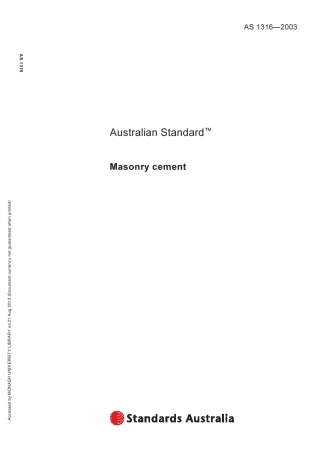 AS 1316—2003
AS 1316
Australian Standard™
Masonry cement
Accessed by MONASH UNIVERSITY LIBRARY on 21 Aug 2013 (Document currency not guaranteed when printed)
Standards Australia